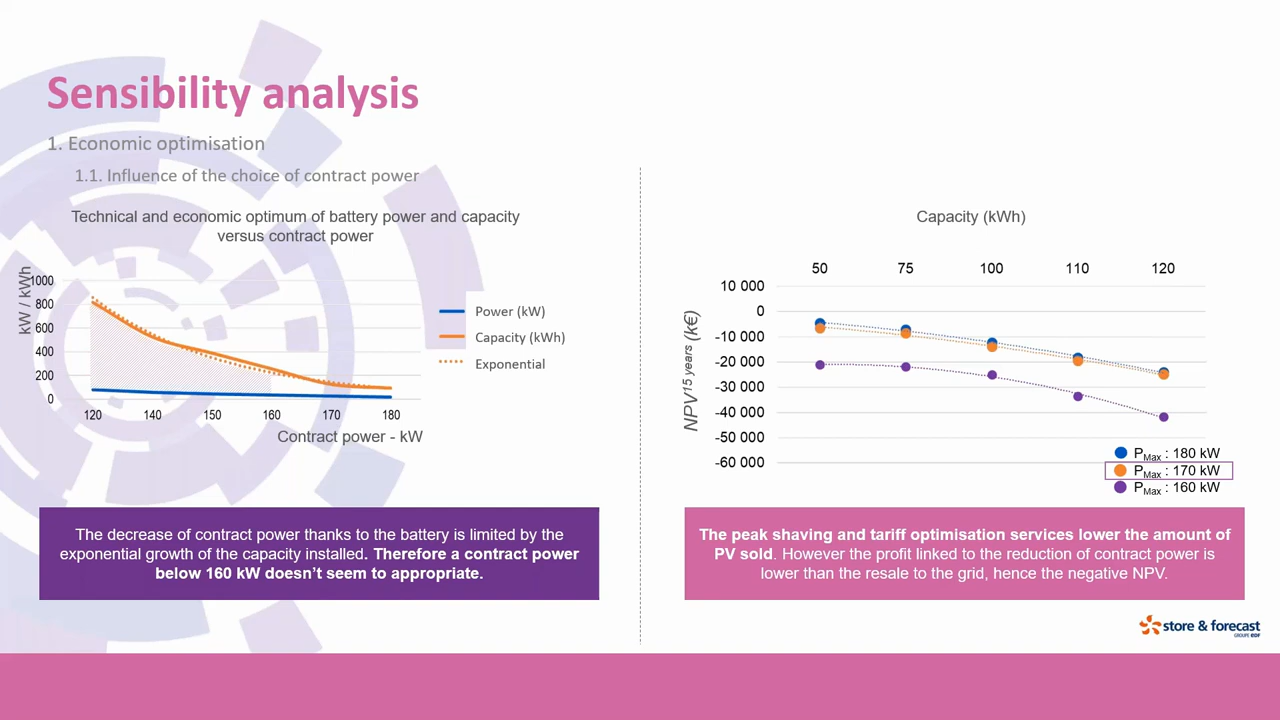 Sensibility analysis
1. Economic optimisation
1.1. Influence of the choice of contract power
Technical and economic optimum of battery power and capacity
versus contract power
kW / kWh
1000
800
600
400
200
0
120 140 150 160 170 180
Contract power - kW
Power (kW)
Capacity (kWh)
Exponential
The decrease of contract power thanks to the battery is limited by the
exponential growth of the capacity installed. Therefore a contract power
below 160 kW doesn't seem to appropriate.
Capacity (kWh)
50 75 100 110 120
NPV15 years (k€)
10 000
0
-10 000
-20 000
-30 000
-40 000
-50 000
-60 000
PMax : 180 kW
PMax : 170 kW
PMax : 160 kW
The peak shaving and tariff optimisation services lower the amount of
PV sold. However the profit linked to the reduction of contract power is
lower than the resale to the grid, hence the negative NPV.
store & forecast
GROUPE EDF